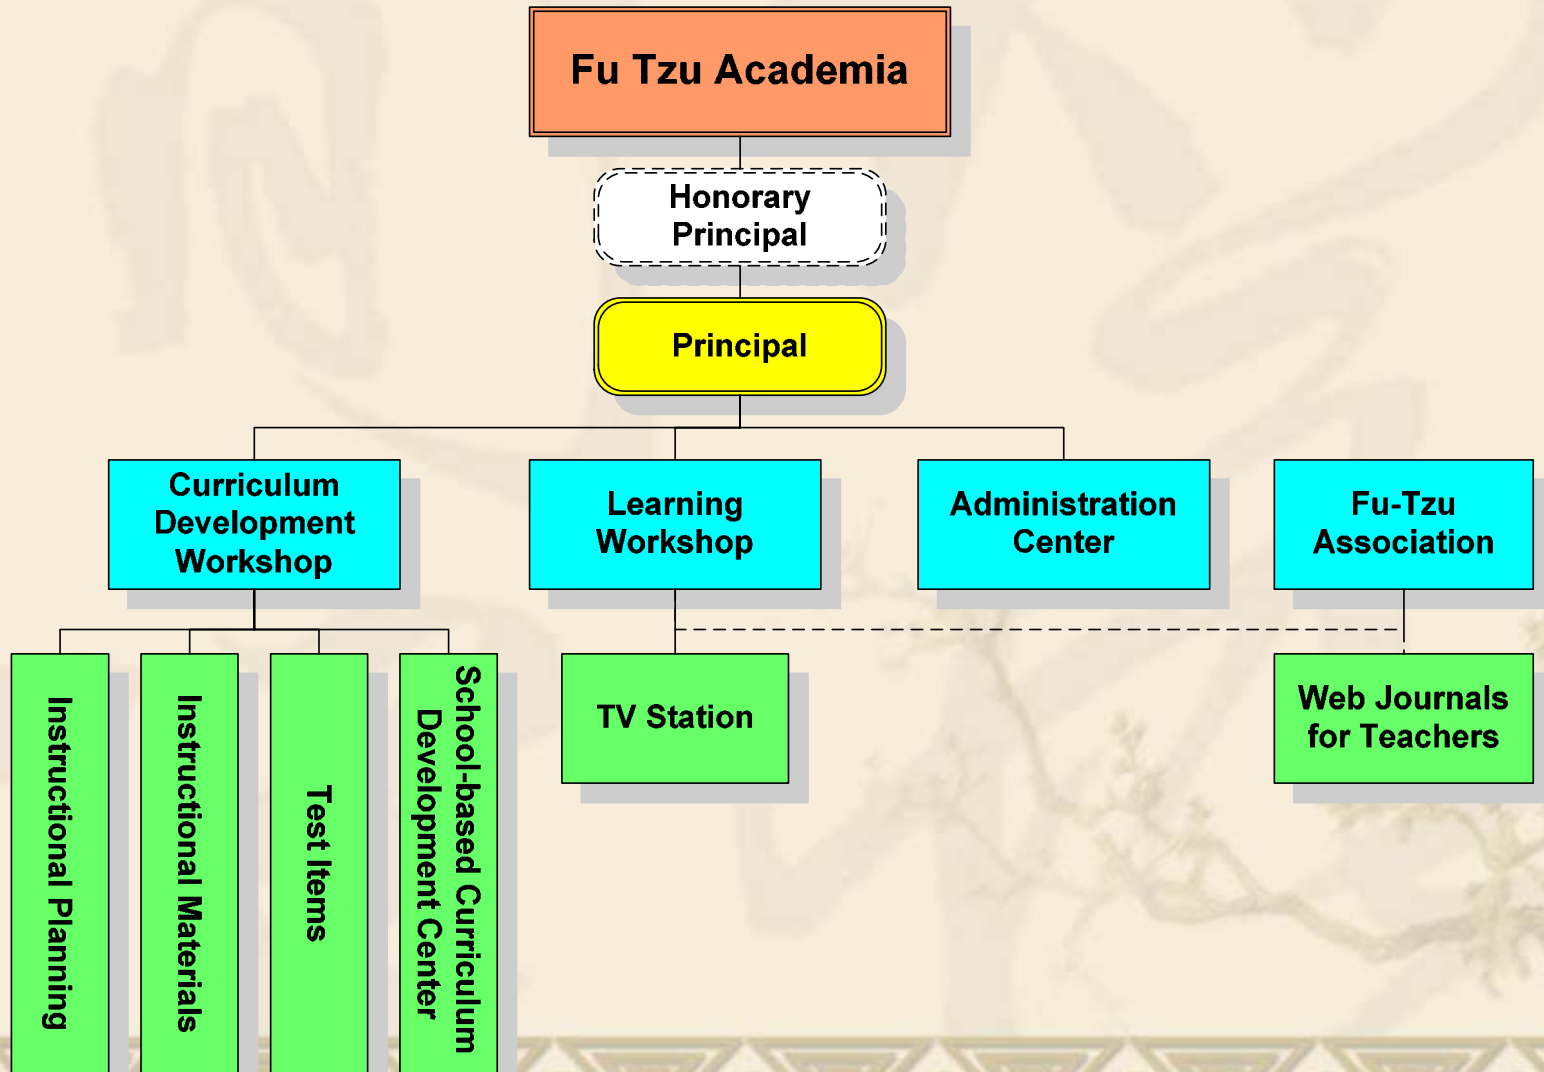 Fu Tzu Academia
Honorary
Principal
Principal
Curriculum
Development
Workshop
Learning
Workshop
Administration
Center
Fu-Tzu
Association
Instructional Planning
Instructional Materials
Test Items
School-based Curriculum
Development Center
TV Station
Web Journals
for Teachers